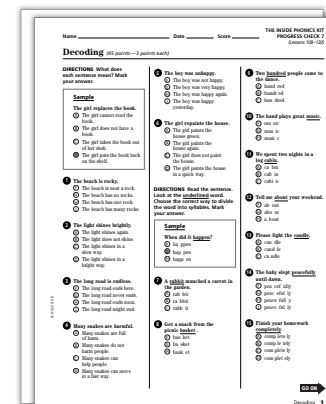 THE INSIDE PHONICS KIT
PROGRESS CHECK 7
(Lessons 108–120)
Name Date Score
Decoding (45 points—3 points each)
DIRECTIONS What does
each sentence mean? Mark
your answer.
Sample
The girl replaces the book.
The girl cannot read the
book.
The girl does not have a
book.
The girl takes the book out
of her desk.
The girl puts the book back
on the shelf.
1 The beach is rocky.
The beach is near a rock.
The beach has no rocks.
The beach has one rock.
The beach has many rocks.
2 The light shines brightly.
The light shines again.
The light does not shine.
The light shines in a
slow way.
The light shines in a
bright way.
3 The long road is endless.
The long road ends here.
The long road never ends.
The long road ends soon.
The long road might end.
4 Many snakes are harmful.
Many snakes are full
of harm.
Many snakes do not
harm people.
Many snakes can
help people.
Many snakes can move
in a fast way.
5 The boy was unhappy.
The boy was not happy.
The boy was very happy.
The boy was happy again.
The boy was happy
yesterday.
6 The girl repaints the house.
The girl paints the
house green.
The girl paints the
house again.
The girl does not paint
the house.
The girl paints the house
in a quick way.
DIRECTIONS Read the sentence.
Look at the underlined word.
Choose the correct way to divide
the word into syllables. Mark
your answer.
Sample
When did it happen?
ha ppen
hap pen
happ en
7 A rabbit munched a carrot in
the garden.
rab bit
ra bbit
rabb it
8 Get a snack from the
picnic basket .
bas ket
ba sket
bask et
9 Two hundred people came to
the dance.
hund red
hundr ed
hun dred
10 The band plays great music.
mu sic
mus ic
musi c
11 We spent two nights in a
log cabin.
ca bin
cab in
cabi n
12 Tell me about your weekend.
ab out
abo ut
a bout
13 Please light the candle.
can dle
cand le
ca ndle
14 The baby slept peacefully
until dawn.
pea cef ully
peac eful ly
peace full y
peace ful ly
15 Finish your homework
completely.
comp lete ly
comp le tely
com plete ly
com plet ely
GO ON
Decoding 1